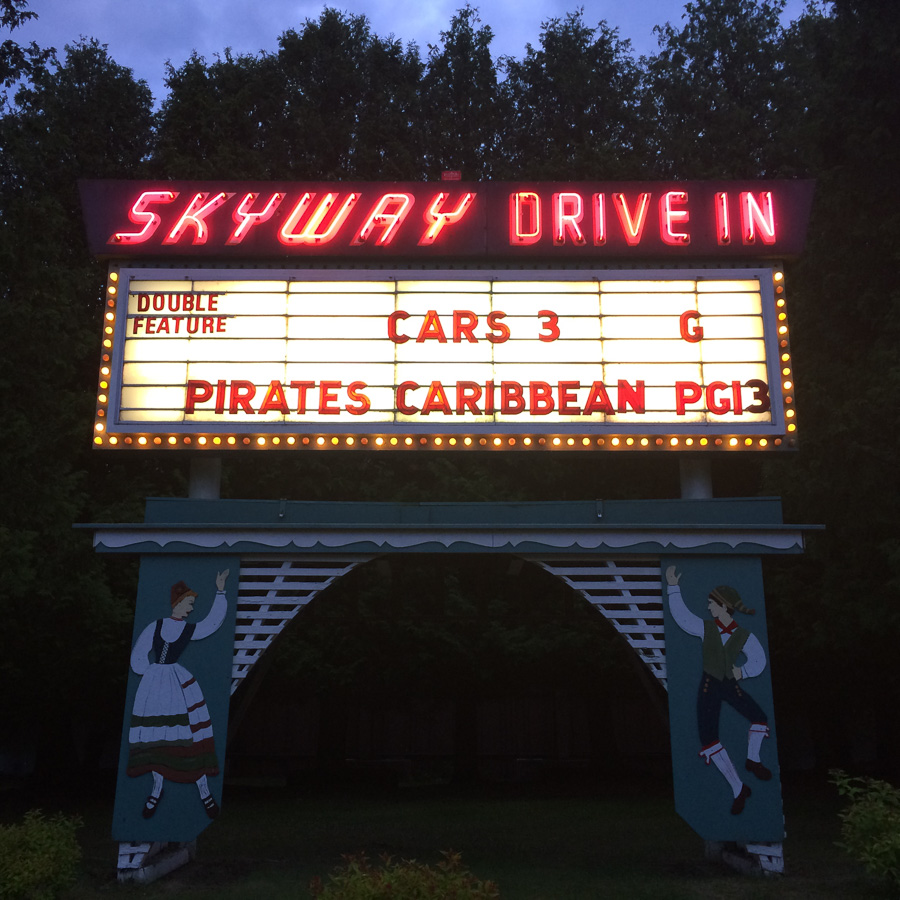 SKYWAY DRIVE IN
DOUBLE
FEATURE
CARS 3 G
PIRATES CARIBBEAN PG13